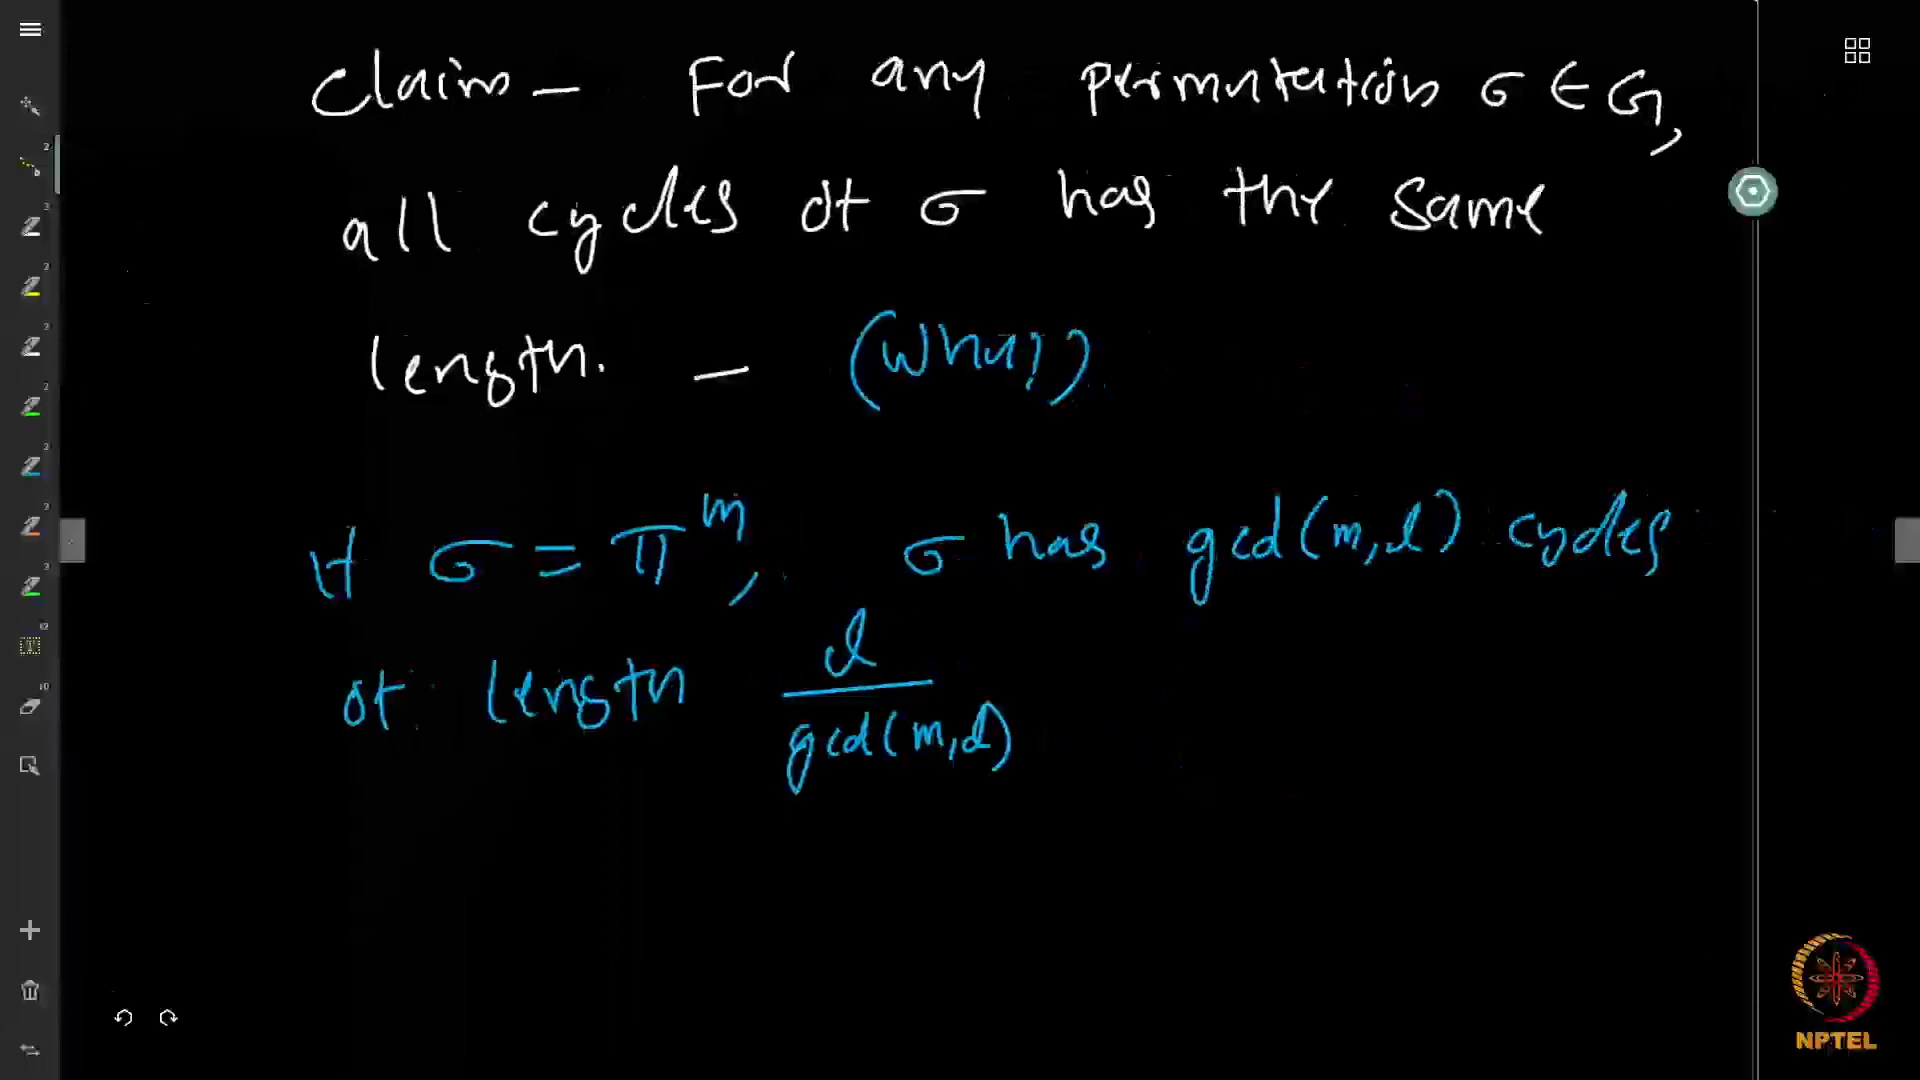 Claim - For any permutation σ ∈ G,
all cycles of σ has the same
length. - (Why?)
If σ = π^m, σ has gcd(m,l) cycles
of length l/gcd(m,l)
NPTEL